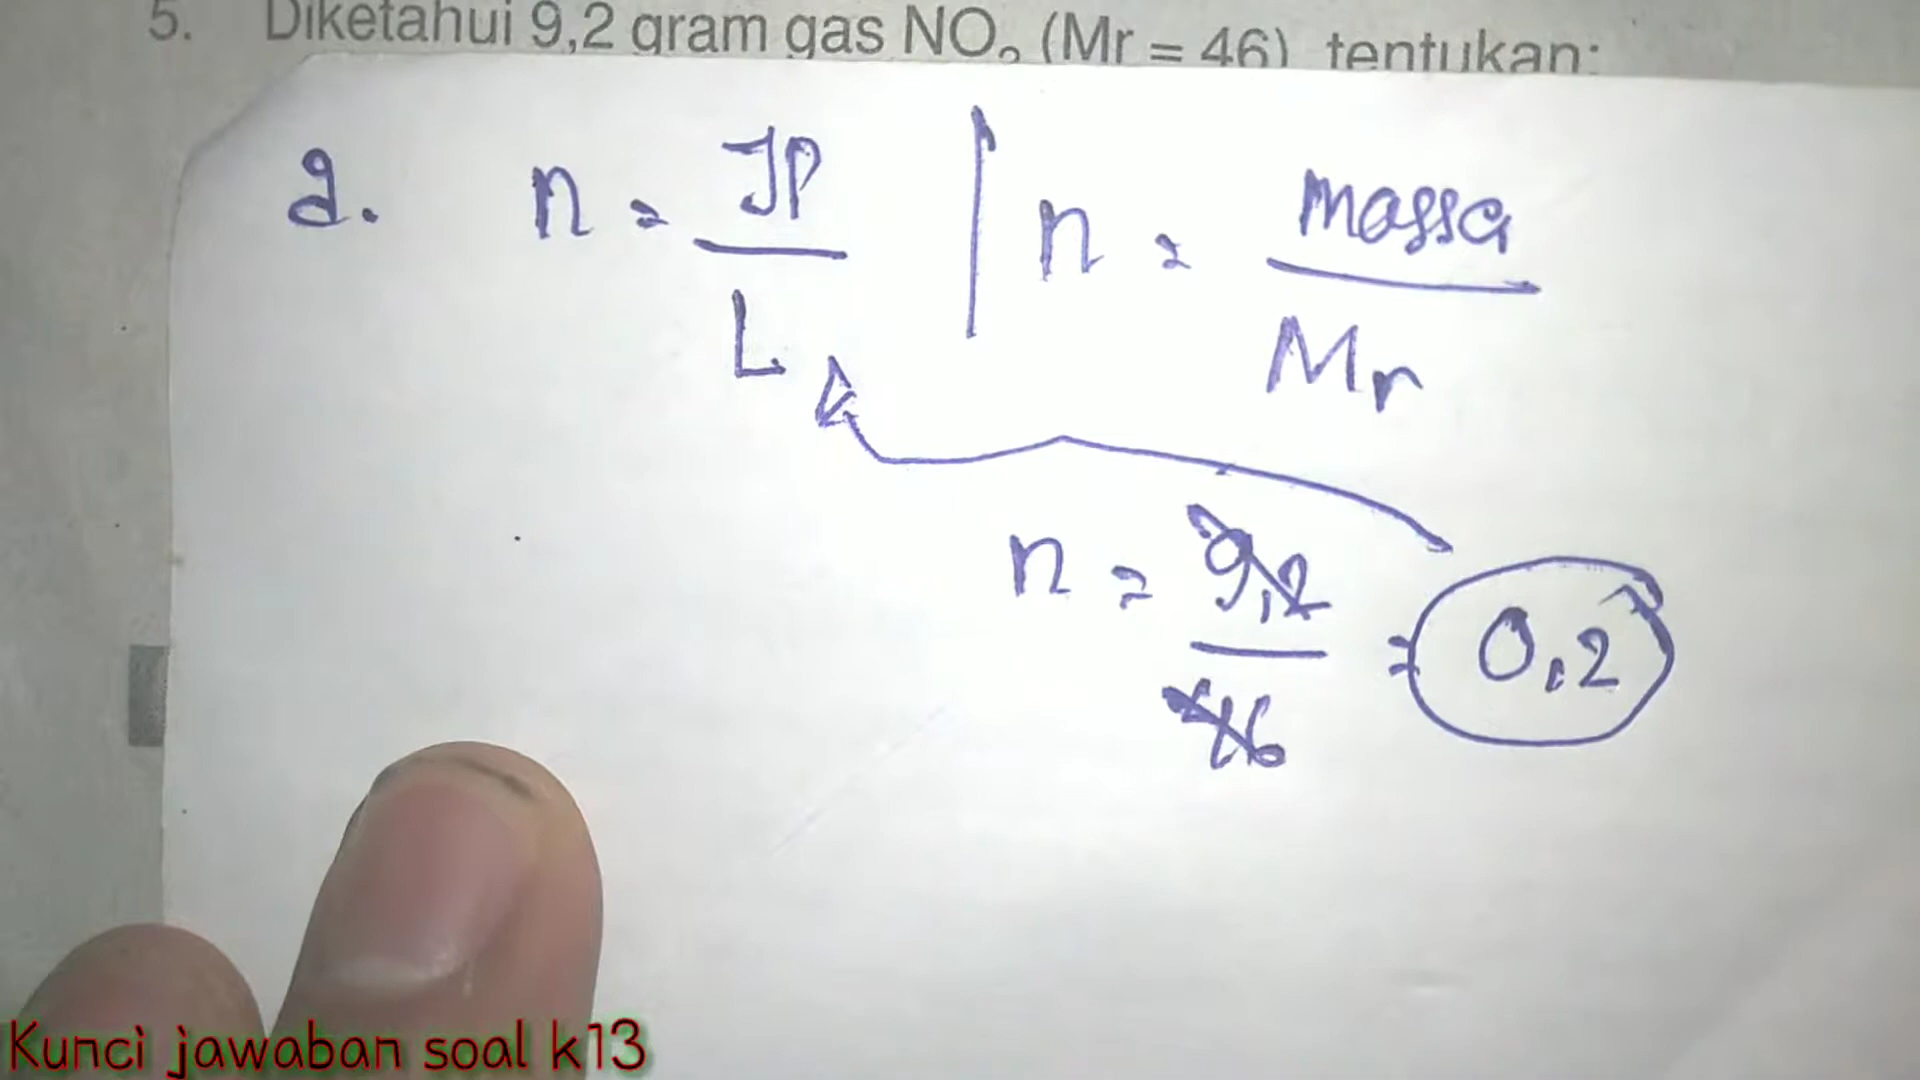 5. Diketahui 9,2 gram gas NO₂ (Mr = 46) tentukan:
a. n = JP / L | n = massa / Mr
n = 9,2 / 46 = 0,2
Kunci jawaban soal k13